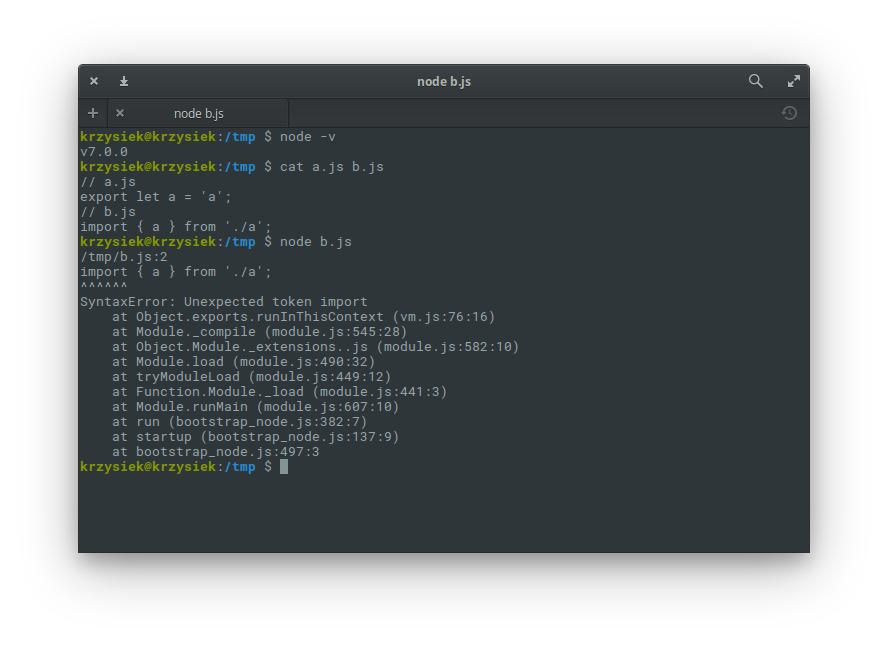 node b.js
node b.js
krzysiek@krzysiek:/tmp $ node -v
v7.0.0
krzysiek@krzysiek:/tmp $ cat a.js b.js
// a.js
export let a = 'a';
// b.js
import { a } from './a';
krzysiek@krzysiek:/tmp $ node b.js
/tmp/b.js:2
import { a } from './a';
^^^^^^
SyntaxError: Unexpected token import
    at Object.exports.runInThisContext (vm.js:76:16)
    at Module._compile (module.js:545:28)
    at Object.Module._extensions..js (module.js:582:10)
    at Module.load (module.js:490:32)
    at tryModuleLoad (module.js:449:12)
    at Function.Module._load (module.js:441:3)
    at Module.runMain (module.js:607:10)
    at run (bootstrap_node.js:382:7)
    at startup (bootstrap_node.js:137:9)
    at bootstrap_node.js:497:3
krzysiek@krzysiek:/tmp $